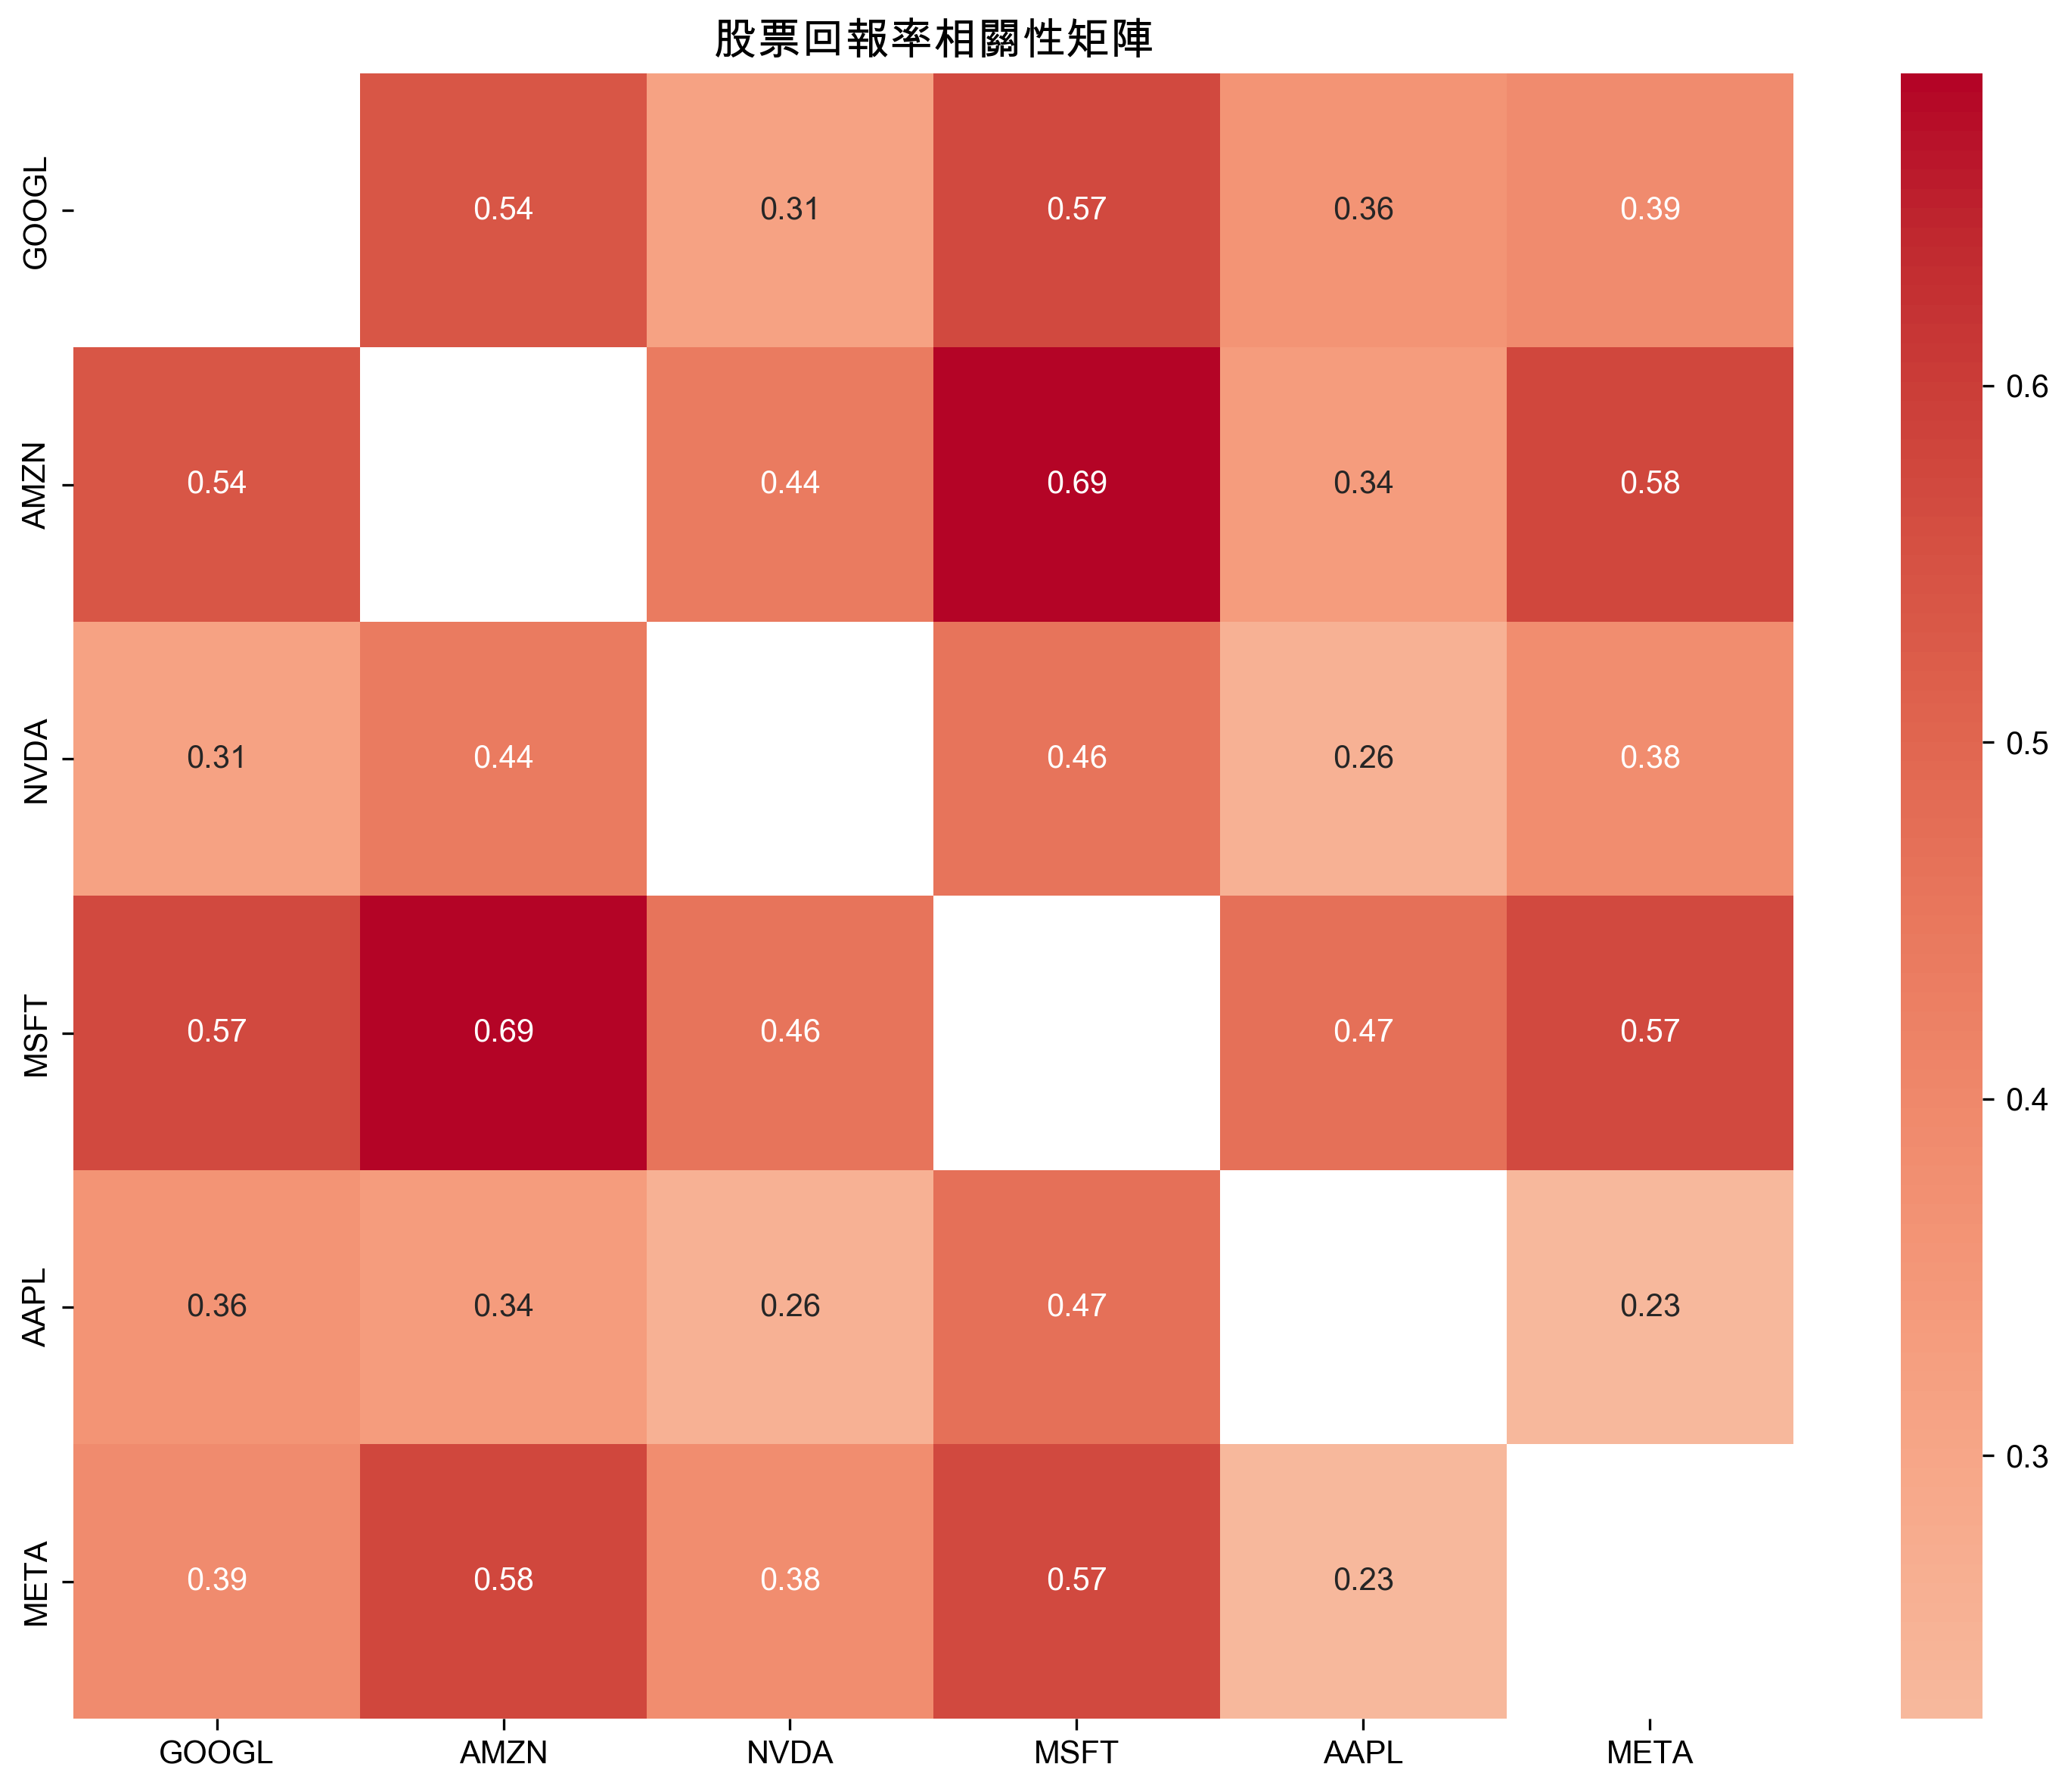 股票回報率相關性矩陣
GOOGL 0.54 0.31 0.57 0.36 0.39
AMZN 0.54 0.44 0.69 0.34 0.58
NVDA 0.31 0.44 0.46 0.26 0.38
MSFT 0.57 0.69 0.46 0.47 0.57
AAPL 0.36 0.34 0.26 0.47 0.23
META 0.39 0.58 0.38 0.57 0.23
GOOGL AMZN NVDA MSFT AAPL META
0.6
0.5
0.4
0.3